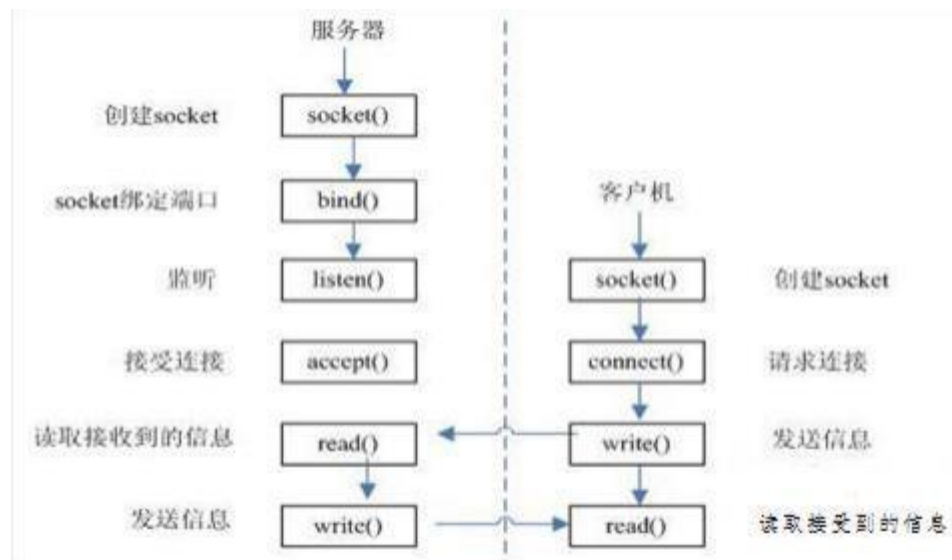 服务器
创建socket
socket()
socket绑定端口
bind()
客户机
监听
listen()
socket()
创建socket
接受连接
accept()
connect()
请求连接
读取接收到的信息
read()
write()
发送信息
发送信息
write()
read()
读取接受到的信息